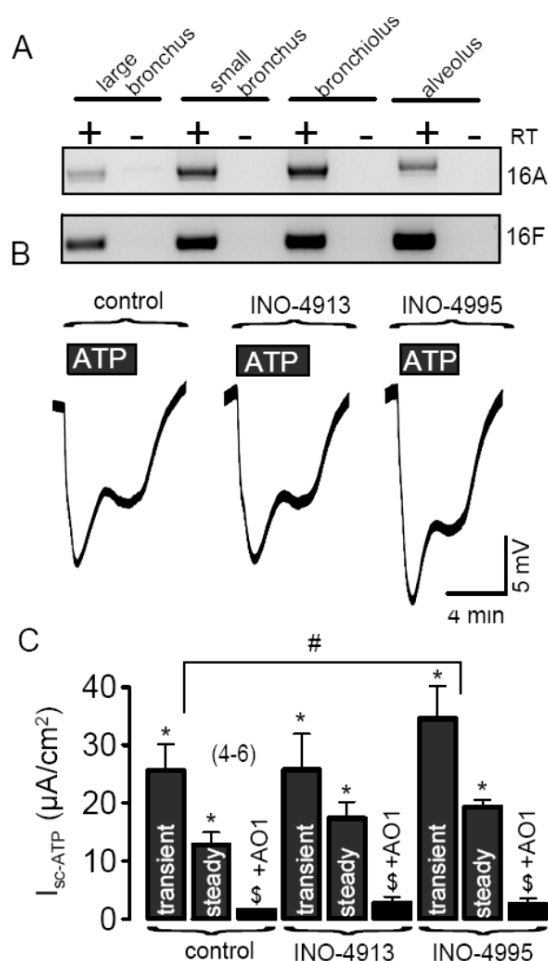 A
large bronchus
small bronchus
bronchiolus
alveolus
+ - + - + - + - RT
16A
16F
B
control INO-4913 INO-4995
ATP ATP ATP
5 mV
4 min
C
#
40
30
20
10
0
Isc-ATP (µA/cm²)
* * * * * *
(4-6)
transient steady $ +AO1 transient steady $ +AO1 transient steady $ +AO1
control INO-4913 INO-4995